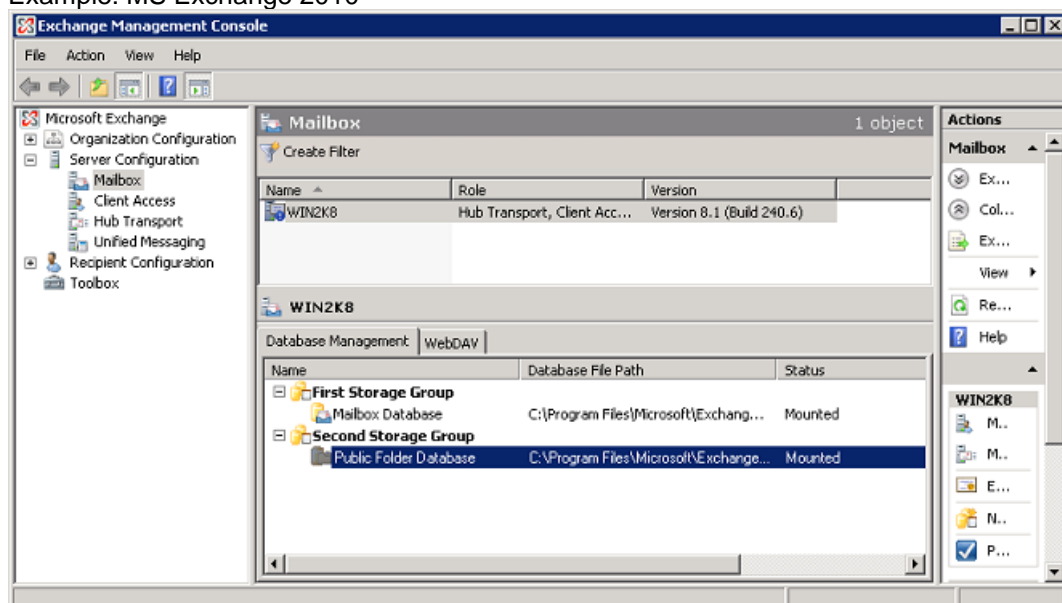 Example: MS Exchange 2010
Exchange Management Console
File Action View Help
Microsoft Exchange
Organization Configuration
Server Configuration
Mailbox
Client Access
Hub Transport
Unified Messaging
Recipient Configuration
Toolbox
Mailbox 1 object
Create Filter
Name Role Version
WIN2K8 Hub Transport, Client Acc... Version 8.1 (Build 240.6)
WIN2K8
Database Management WebDAV
Name Database File Path Status
First Storage Group
Mailbox Database C:\Program Files\Microsoft\Exchang... Mounted
Second Storage Group
Public Folder Database C:\Program Files\Microsoft\Exchange... Mounted
Actions
Mailbox
Ex...
Col...
Ex...
View
Re...
Help
WIN2K8
M..
M..
E...
N..
P...